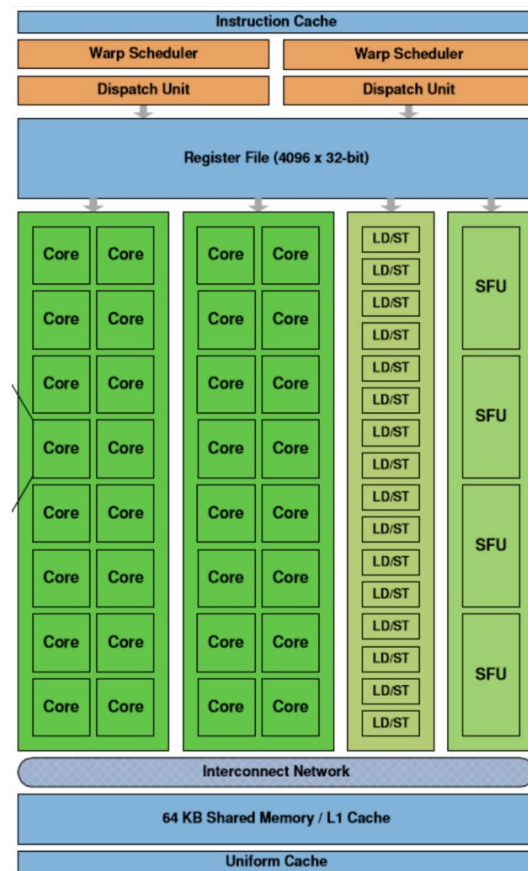 Instruction Cache
Warp Scheduler Warp Scheduler
Dispatch Unit Dispatch Unit
Register File (4096 x 32-bit)
Core Core Core Core LD/ST
LD/ST
SFU
Core Core Core Core LD/ST
LD/ST
Core Core Core Core LD/ST
LD/ST
SFU
Core Core Core Core LD/ST
LD/ST
Core Core Core Core LD/ST
LD/ST
SFU
Core Core Core Core LD/ST
LD/ST
Core Core Core Core LD/ST
LD/ST
SFU
Core Core Core Core LD/ST
LD/ST
Interconnect Network
64 KB Shared Memory / L1 Cache
Uniform Cache